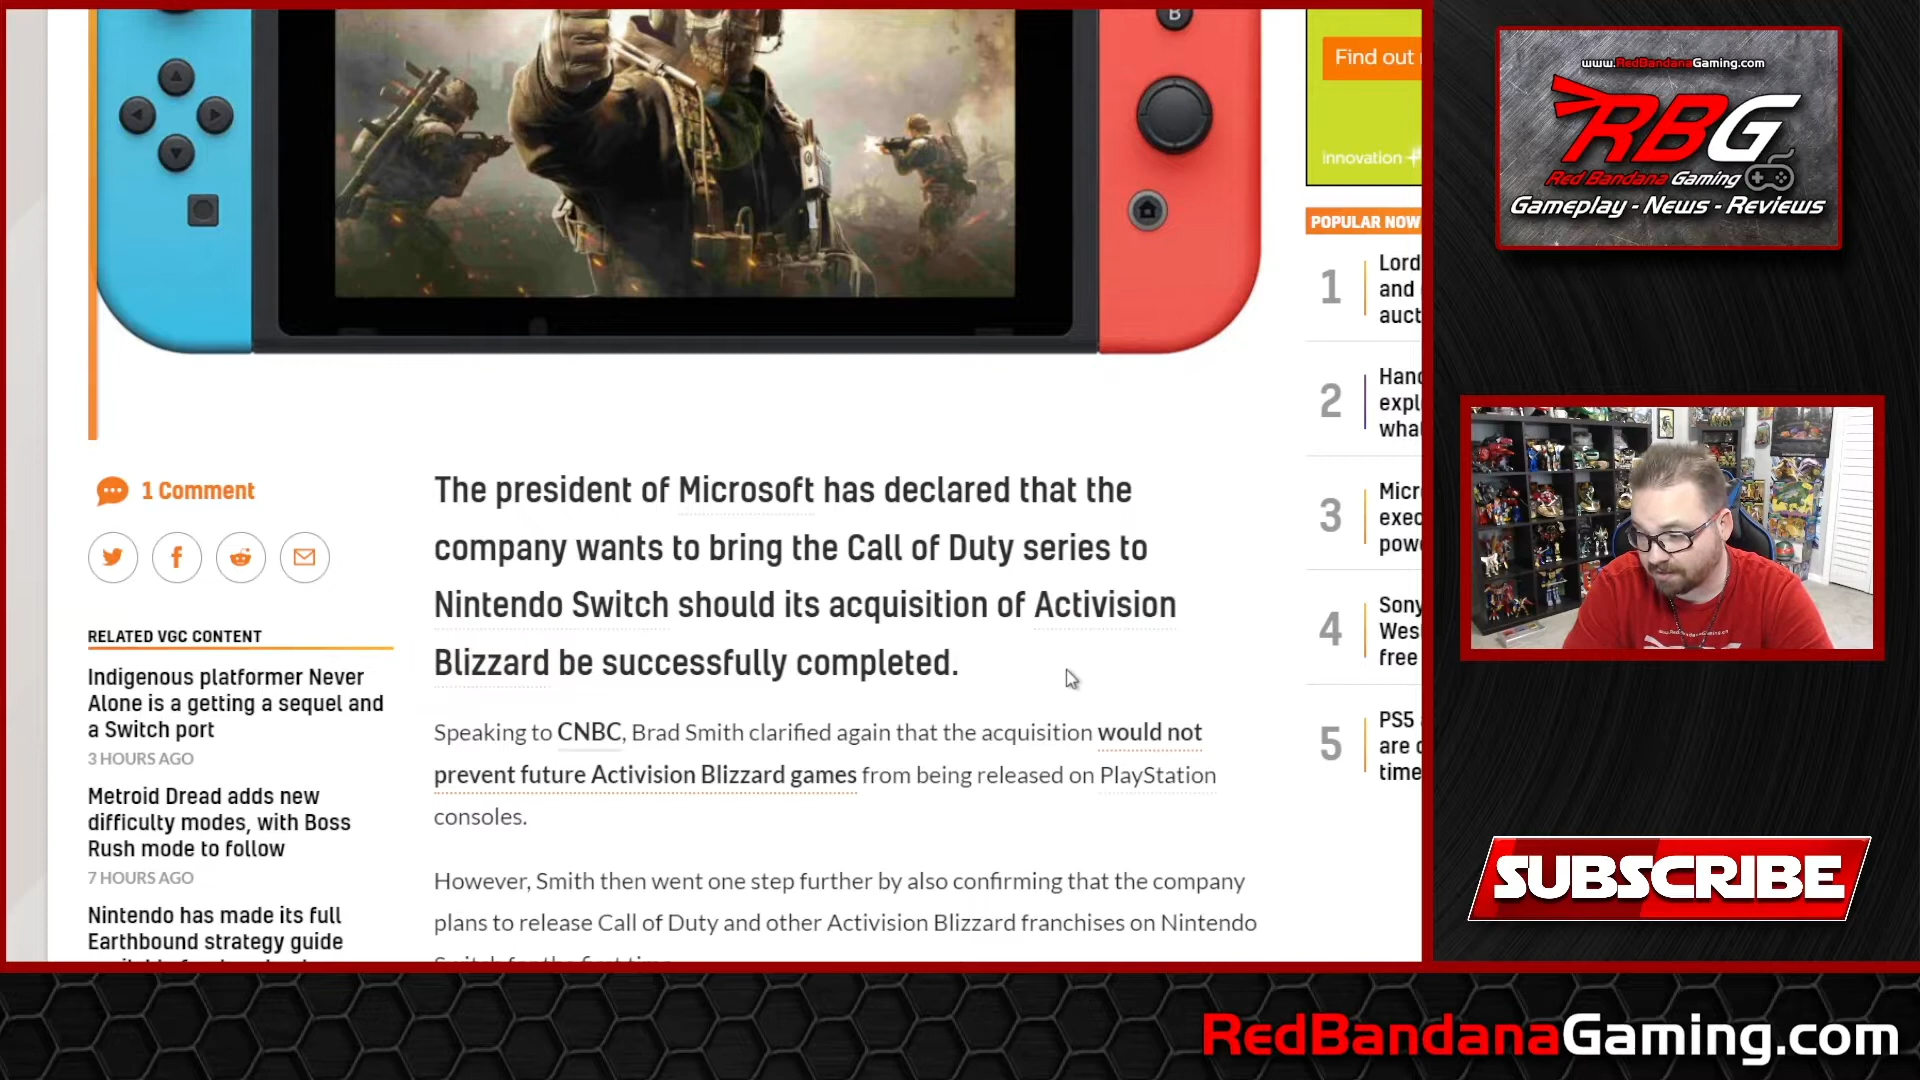 B
Find out
innovation
POPULAR NOW
1
Lord
and
auct
2
Hand
expl
what
3
Micr
exec
powe
4
Sony
Wes
free
5
PS5
are
time
1 Comment
RELATED VGC CONTENT
Indigenous platformer Never
Alone is a getting a sequel and
a Switch port
3 HOURS AGO
Metroid Dread adds new
difficulty modes, with Boss
Rush mode to follow
7 HOURS AGO
Nintendo has made its full
Earthbound strategy guide
The president of Microsoft has declared that the
company wants to bring the Call of Duty series to
Nintendo Switch should its acquisition of Activision
Blizzard be successfully completed.
Speaking to CNBC, Brad Smith clarified again that the acquisition would not
prevent future Activision Blizzard games from being released on PlayStation
consoles.
However, Smith then went one step further by also confirming that the company
plans to release Call of Duty and other Activision Blizzard franchises on Nintendo
Switch for the first time.
www.RedBandanaGaming.com
RBG
Red Bandana Gaming
Gameplay - News - Reviews
SUBSCRIBE
RedBandanaGaming.com